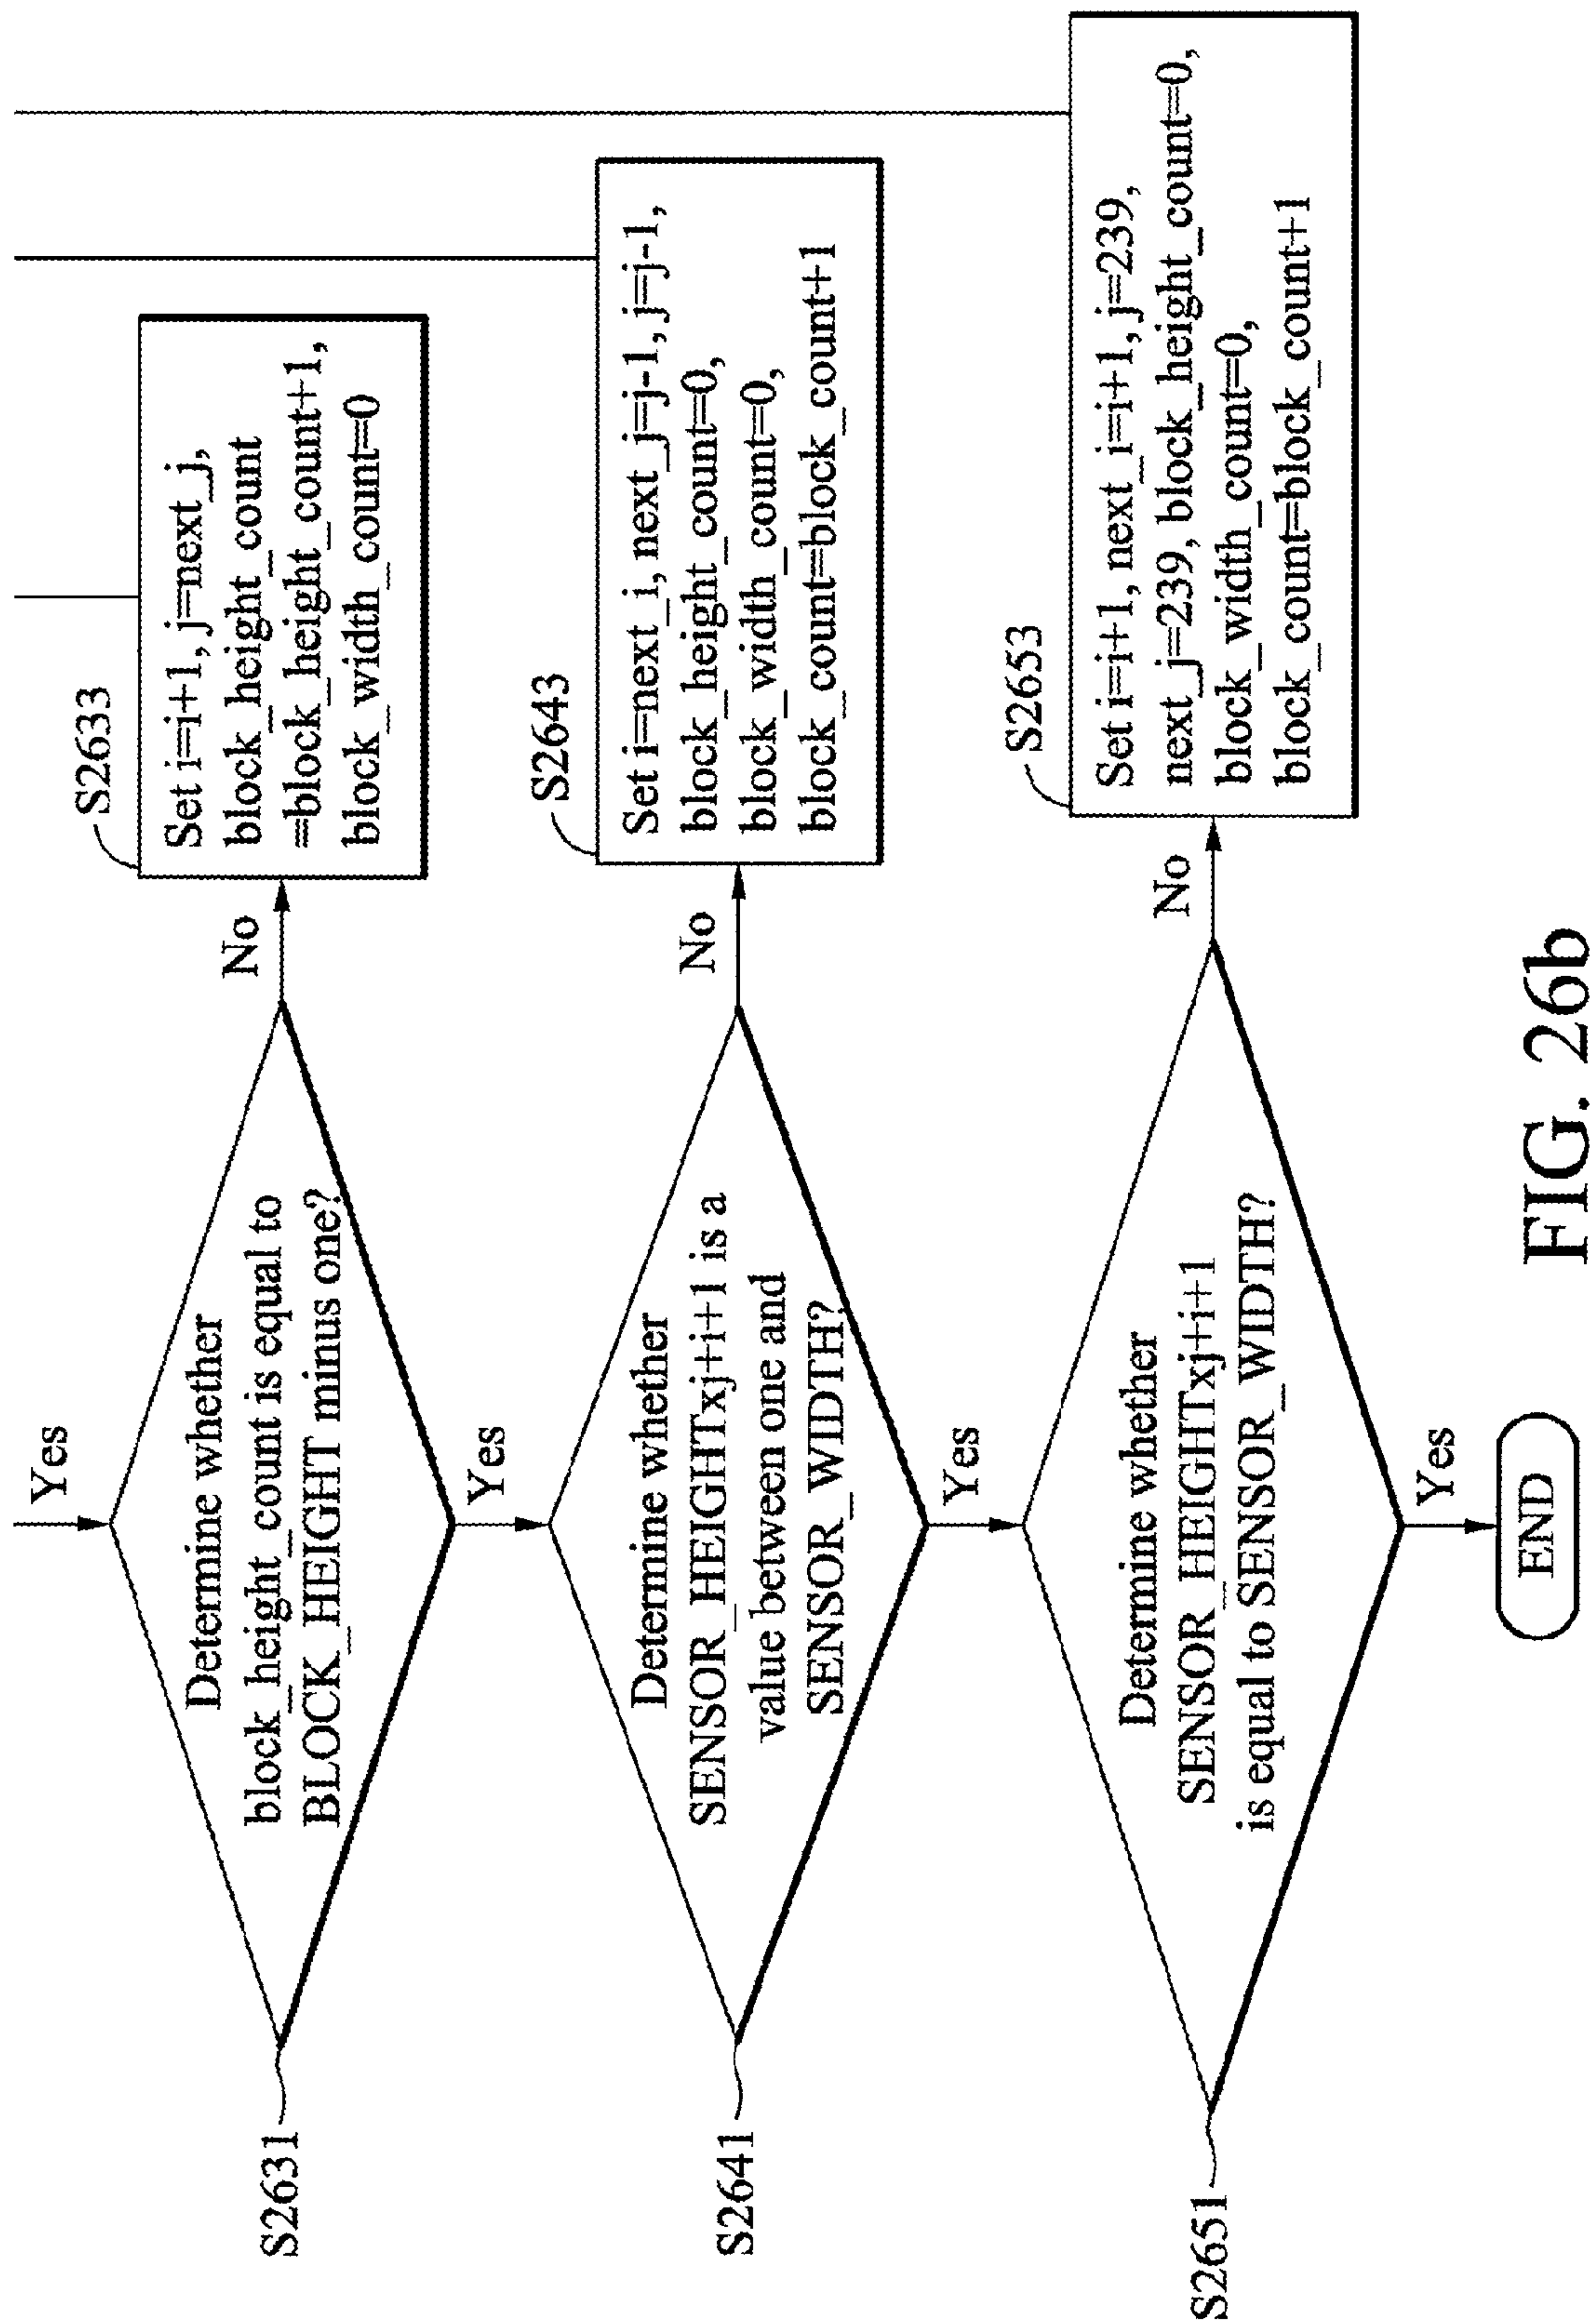 Yes
S2631
Determine whether
block_height_count is equal to
BLOCK_HEIGHT minus one?
No
S2633
Set i=i+1, j=next_j,
block_height_count
=block_height_count+1,
block_width_count=0
Yes
S2641
Determine whether
SENSOR_HEIGHTxj+i+1 is a
value between one and
SENSOR_WIDTH?
No
S2643
Set i=next_i, next_j=j-1, j=j-1,
block_height_count=0,
block_width_count=0,
block_count=block_count+1
Yes
S2651
Determine whether
SENSOR_HEIGHTxj+i+1
is equal to SENSOR_WIDTH?
No
S2653
Set i=i+1, next_i=i+1, j=239,
next_j=239, block_height_count=0,
block_width_count=0,
block_count=block_count+1
Yes
END
FIG. 26b